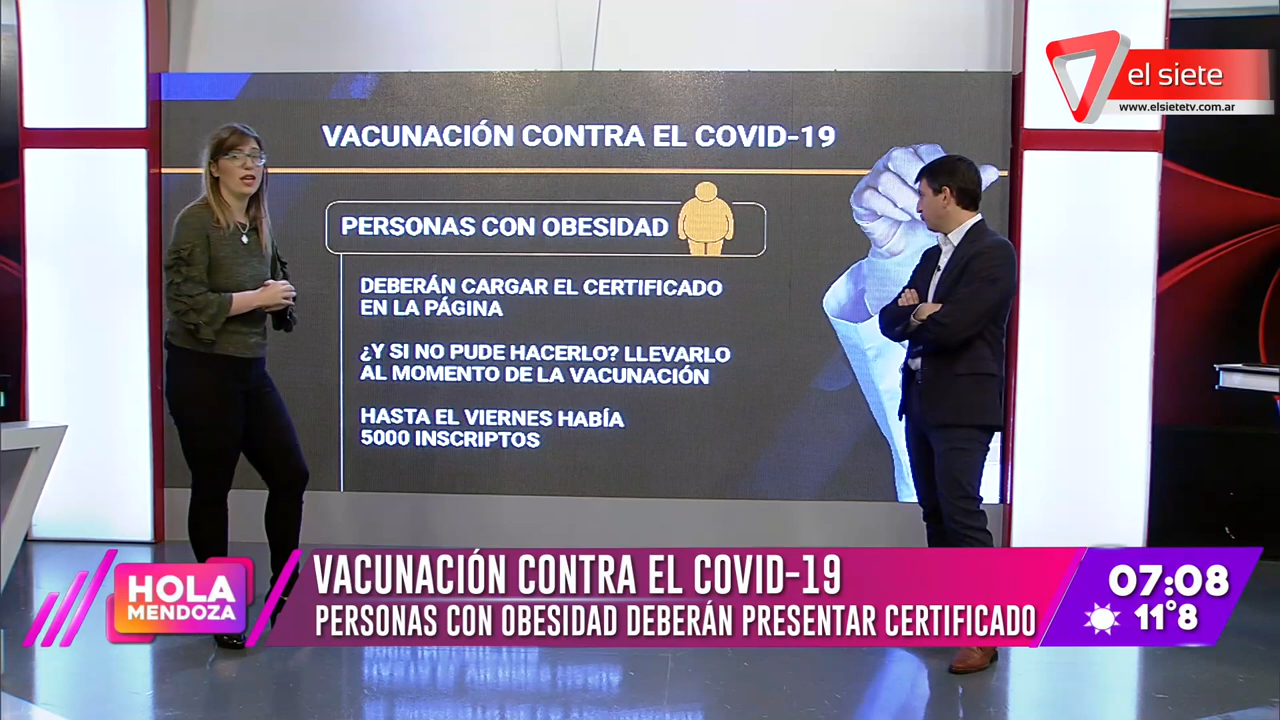 el siete
www.elsietetv.com.ar
VACUNACIÓN CONTRA EL COVID-19
PERSONAS CON OBESIDAD
DEBERÁN CARGAR EL CERTIFICADO
EN LA PÁGINA
¿Y SI NO PUDE HACERLO? LLEVARLO
AL MOMENTO DE LA VACUNACIÓN
HASTA EL VIERNES HABÍA
5000 INSCRIPTOS
HOLA
MENDOZA
VACUNACIÓN CONTRA EL COVID-19
PERSONAS CON OBESIDAD DEBERÁN PRESENTAR CERTIFICADO
07:08
11°8